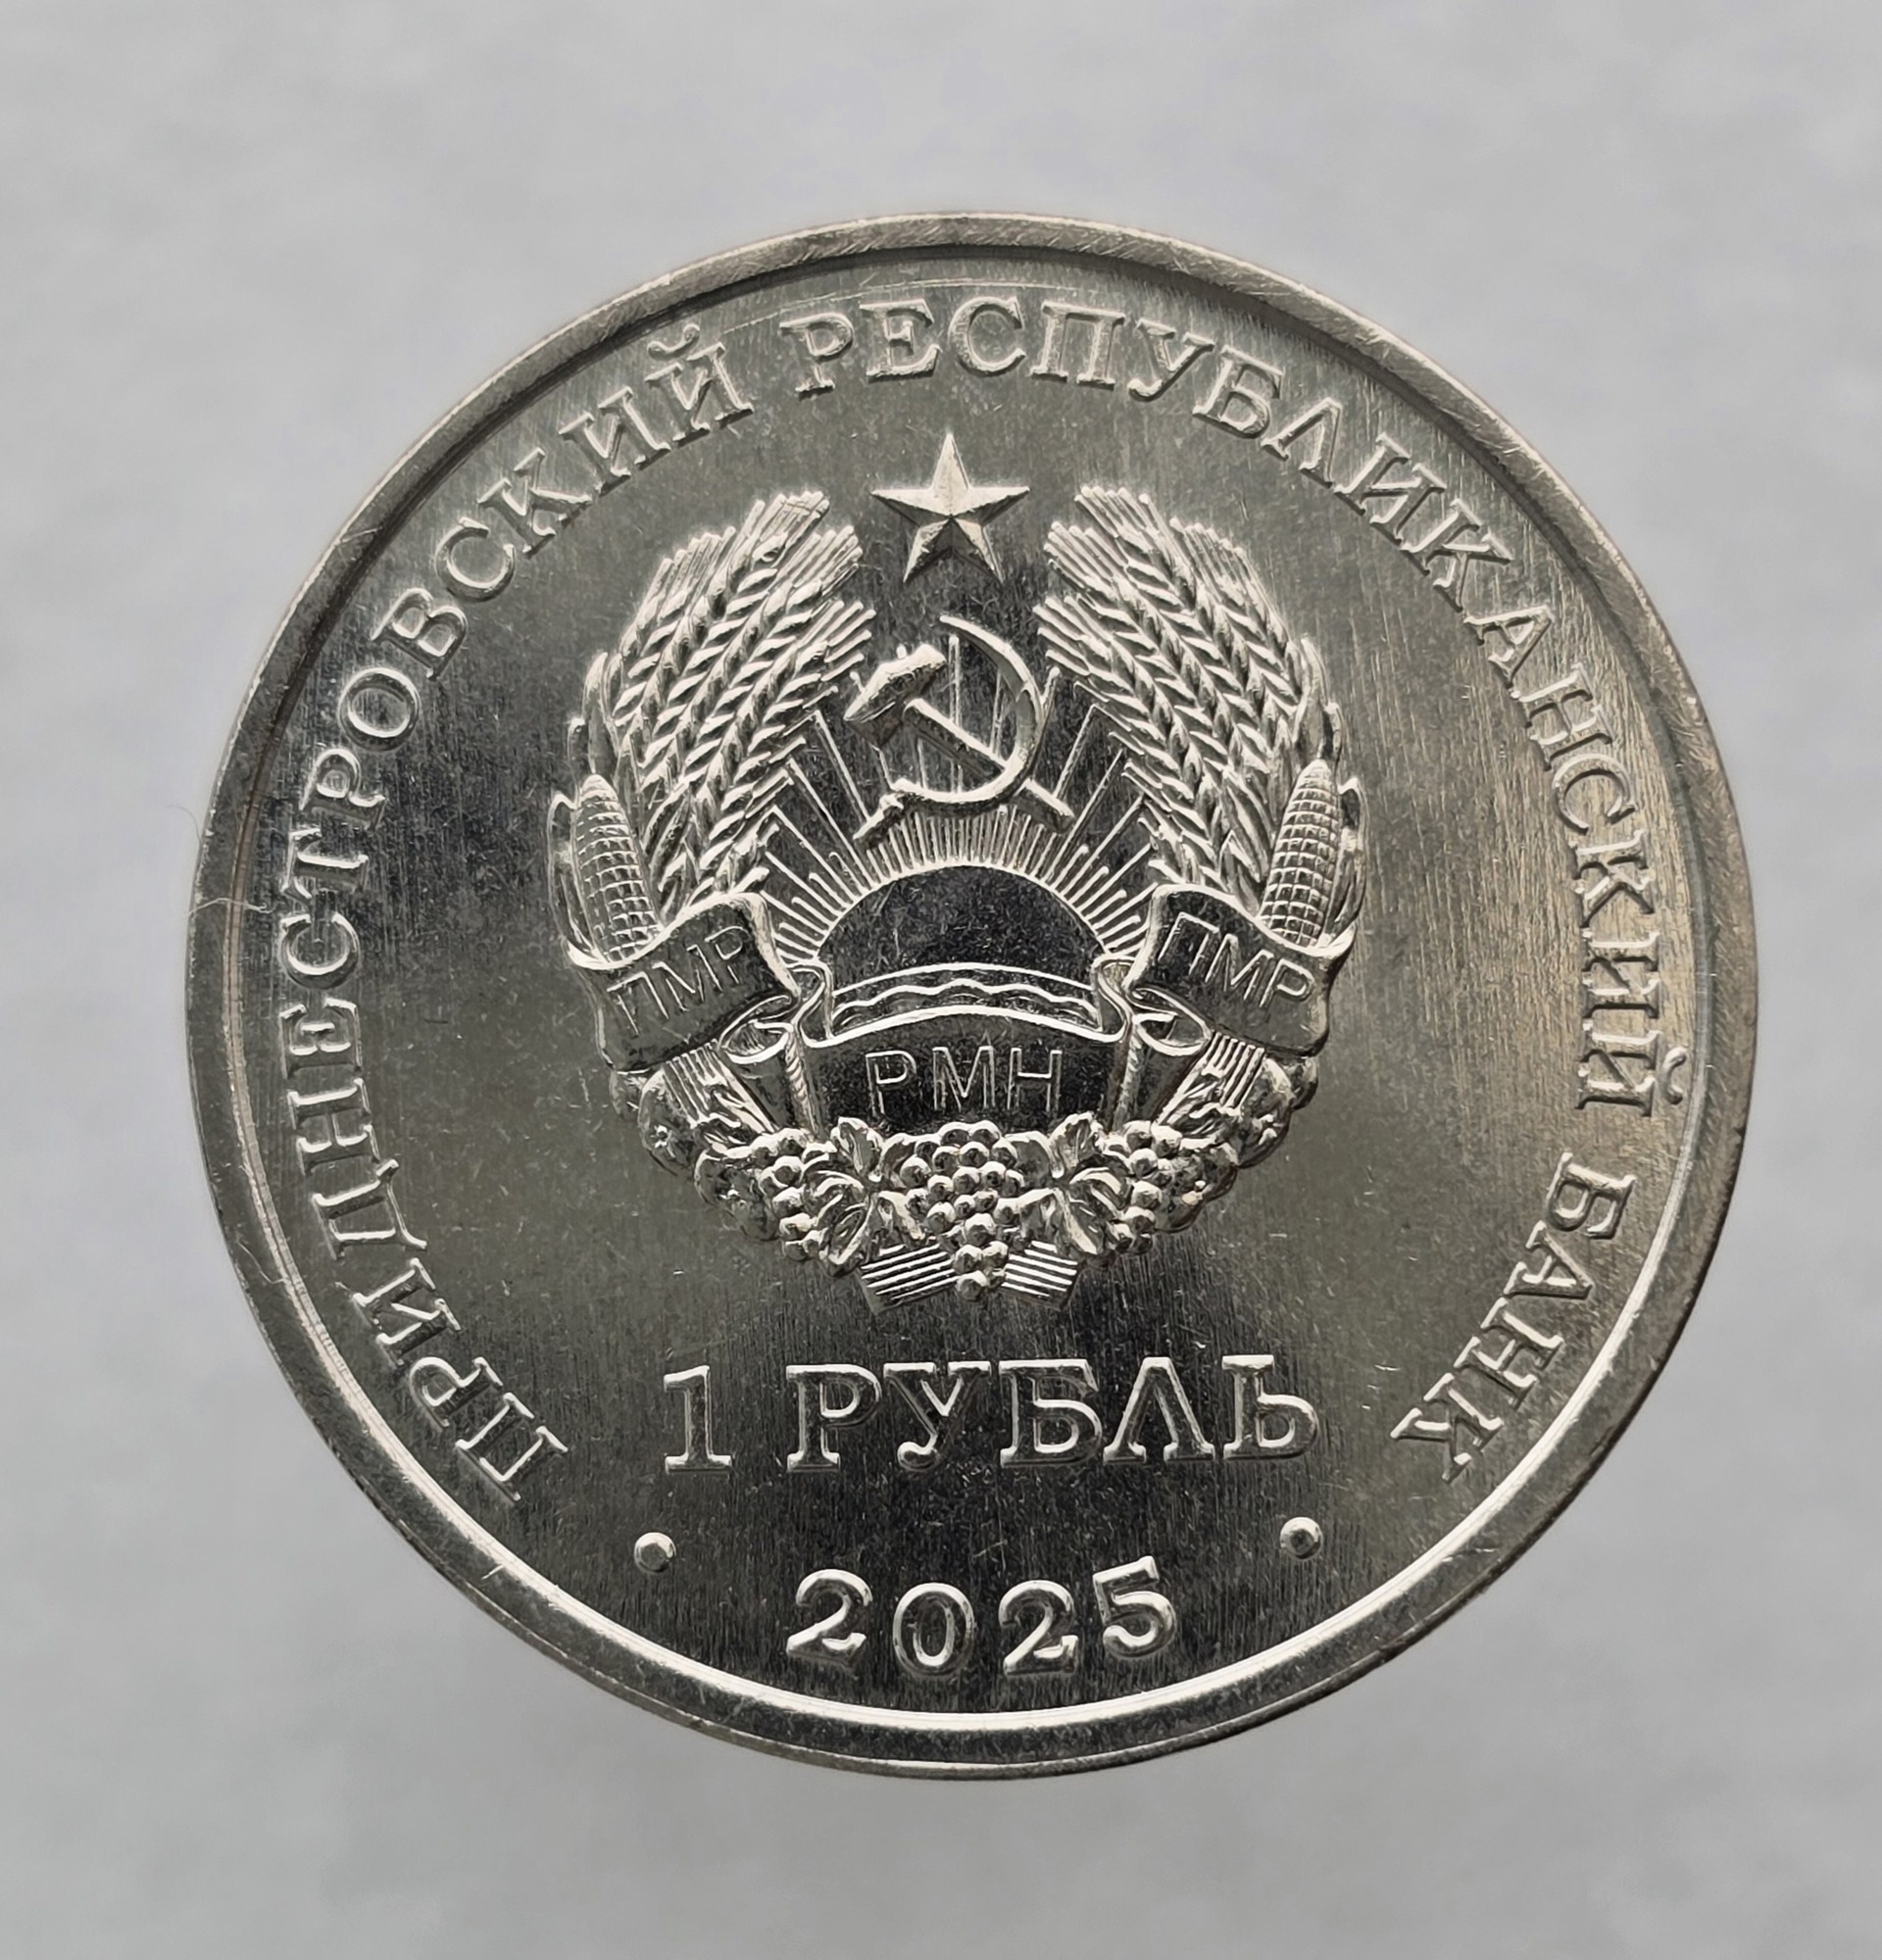 ПРИДНЕСТРОВСКИЙ РЕСПУБЛИКАНСКИЙ БАНК
ПМР
ПМР
РМН
1 РУБЛЬ
• 2025 •